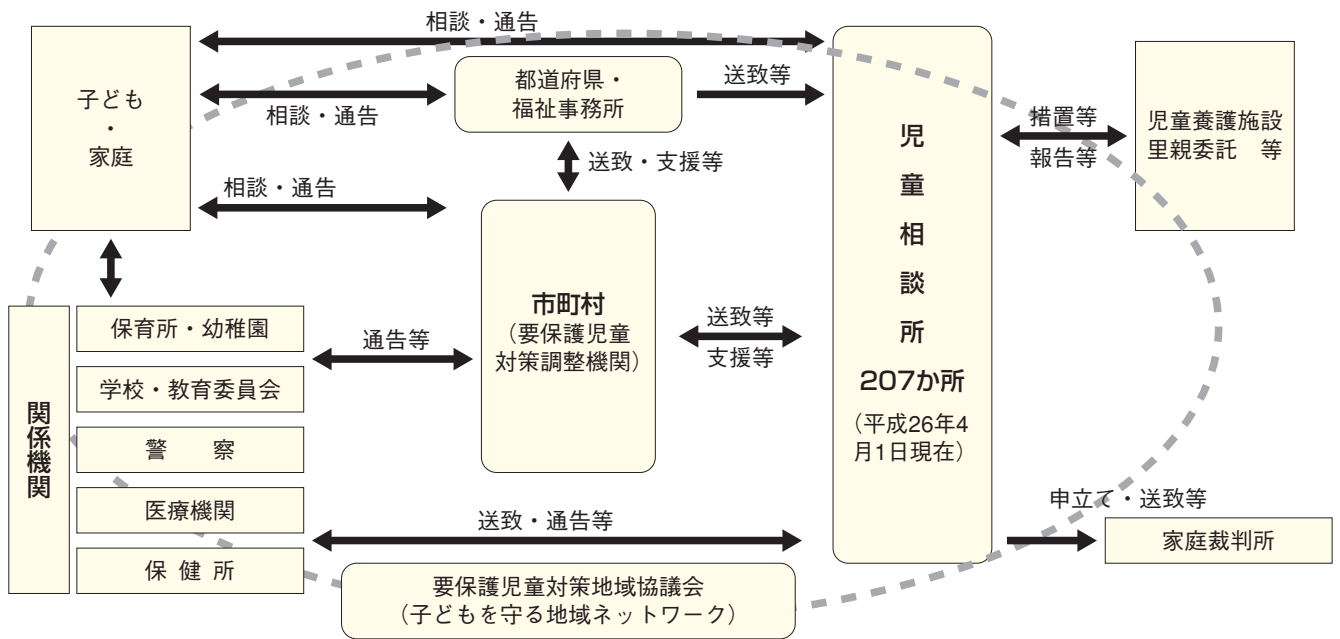 相談・通告
子ども
・
家庭
相談・通告
都道府県・
福祉事務所
送致等
送致・支援等
相談・通告
児童相談所
207か所
（平成26年4
月1日現在）
措置等
報告等
児童養護施設
里親委託　等
関係機関
保育所・幼稚園
学校・教育委員会
警　　察
医療機関
保 健 所
通告等
市町村
（要保護児童
対策調整機関）
送致等
支援等
送致・通告等
申立て・送致等
家庭裁判所
要保護児童対策地域協議会
（子どもを守る地域ネットワーク）